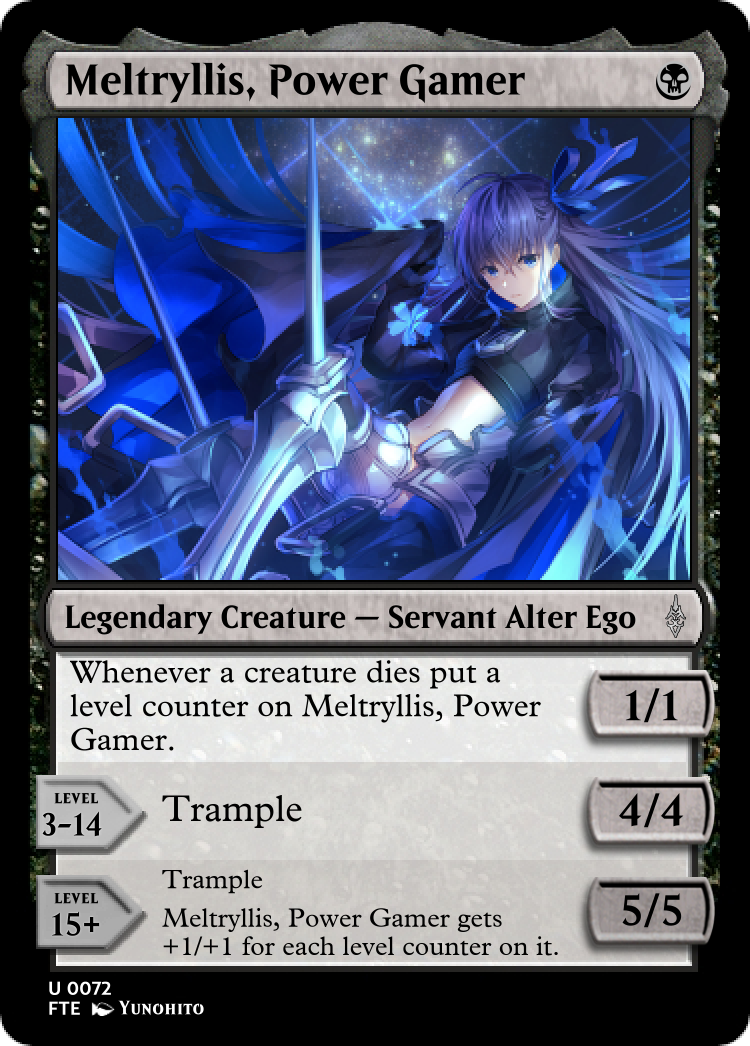 Meltryllis, Power Gamer
Legendary Creature — Servant Alter Ego
Whenever a creature dies put a
level counter on Meltryllis, Power
Gamer.
1/1
LEVEL
3-14
Trample
4/4
LEVEL
15+
Trample
Meltryllis, Power Gamer gets
+1/+1 for each level counter on it.
5/5
U 0072
FTE Yunohito